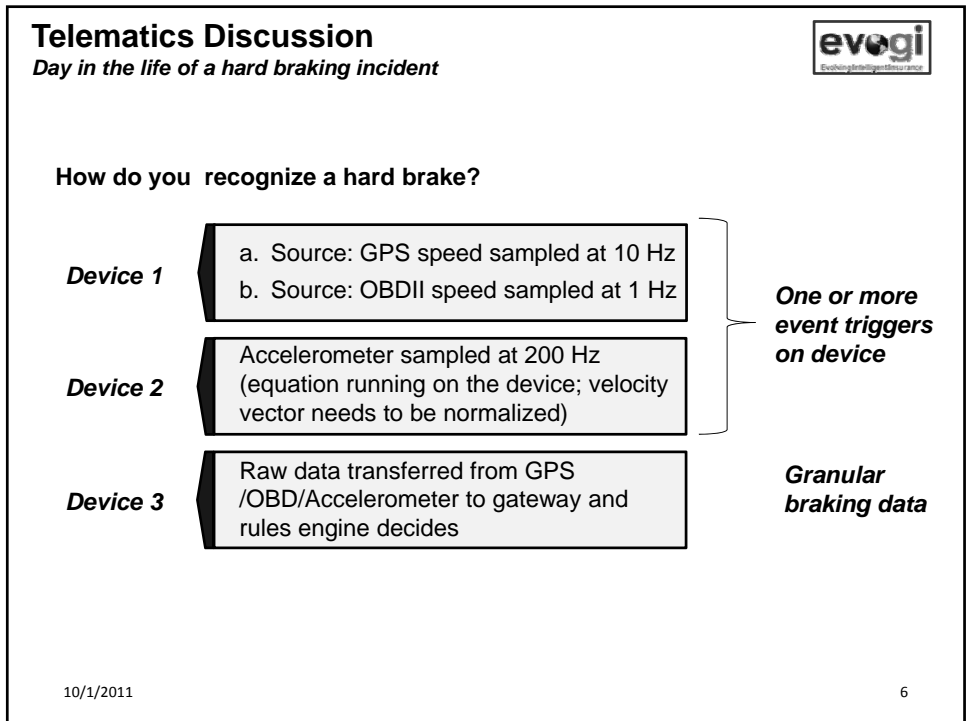 Telematics Discussion
Day in the life of a hard braking incident
evogi
EvolvingIntelligentInsurance
How do you recognize a hard brake?
Device 1
a. Source: GPS speed sampled at 10 Hz
b. Source: OBDII speed sampled at 1 Hz
One or more
event triggers
on device
Device 2
Accelerometer sampled at 200 Hz
(equation running on the device; velocity
vector needs to be normalized)
Device 3
Raw data transferred from GPS
/OBD/Accelerometer to gateway and
rules engine decides
Granular
braking data
10/1/2011
6